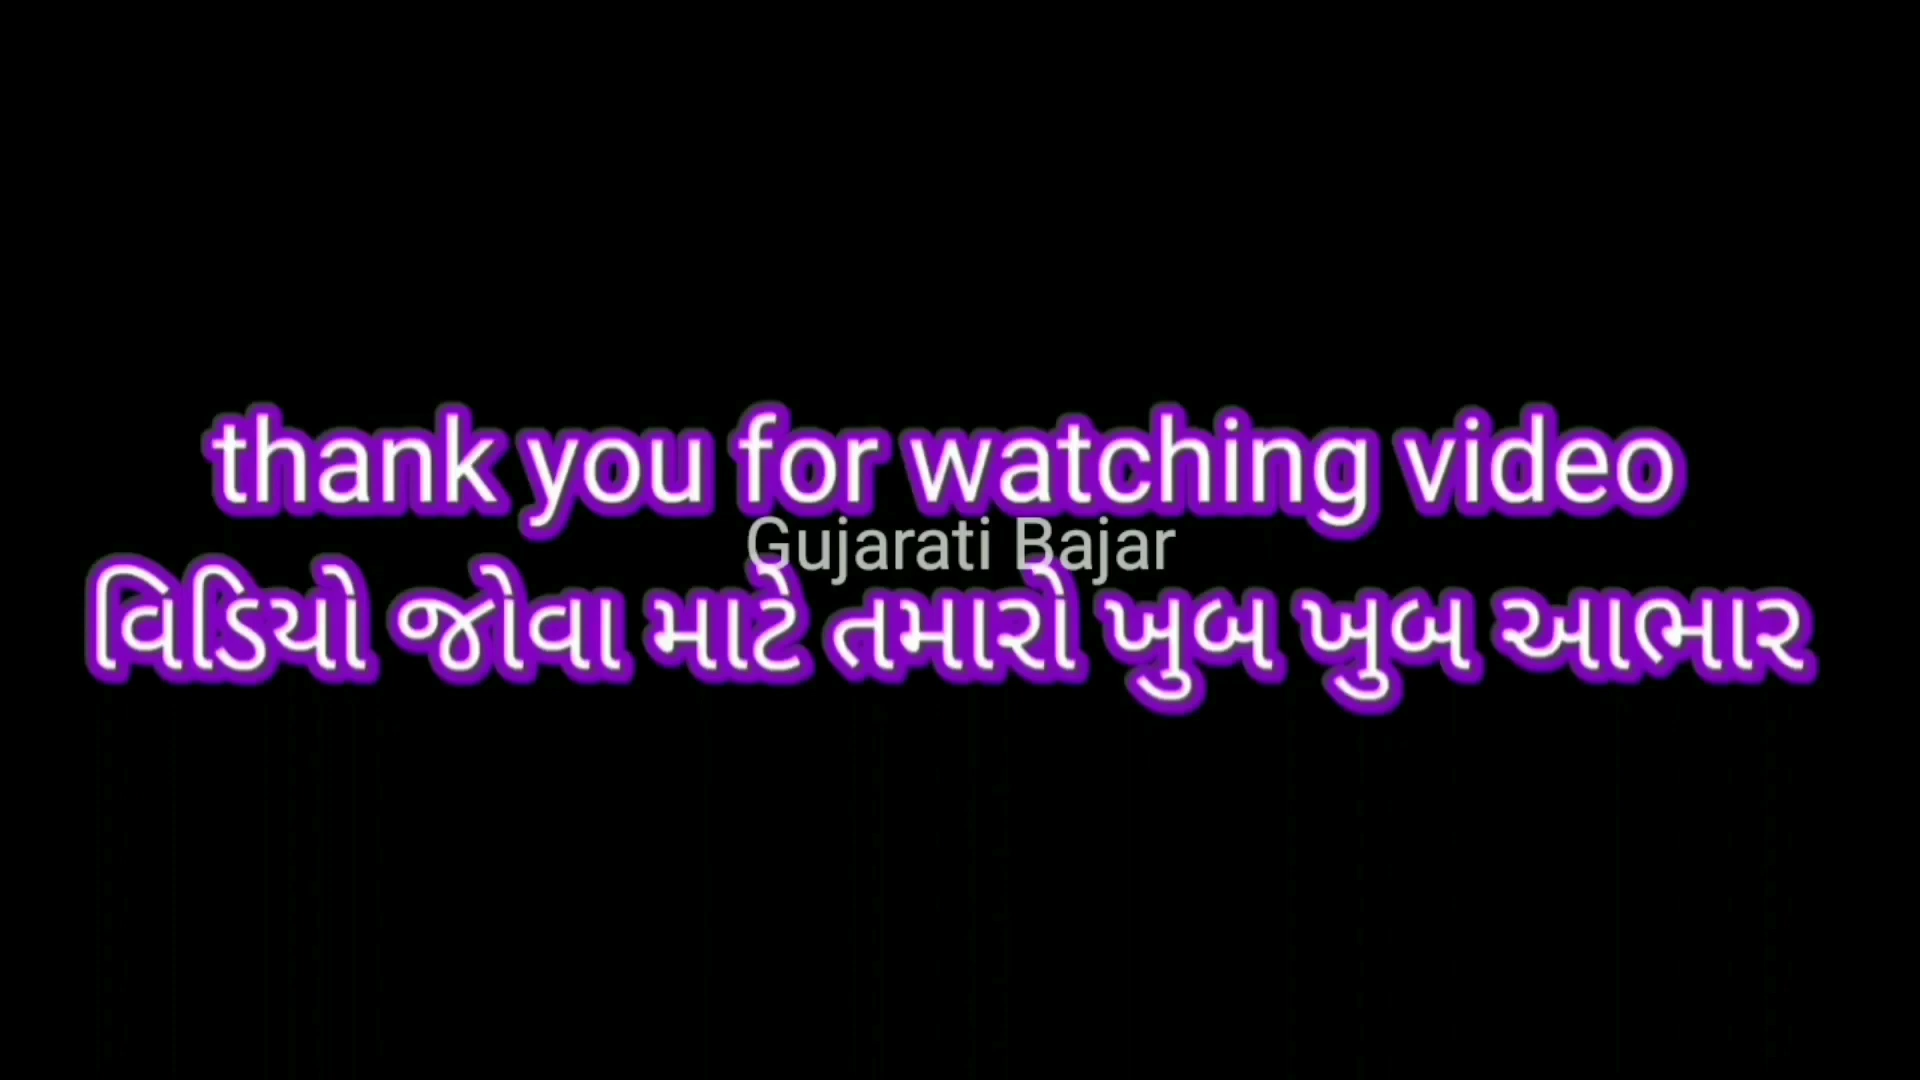 thank you for watching video
Gujarati Bajar
વિડિયો જોવા માટે તમારો ખુબ ખુબ આભાર